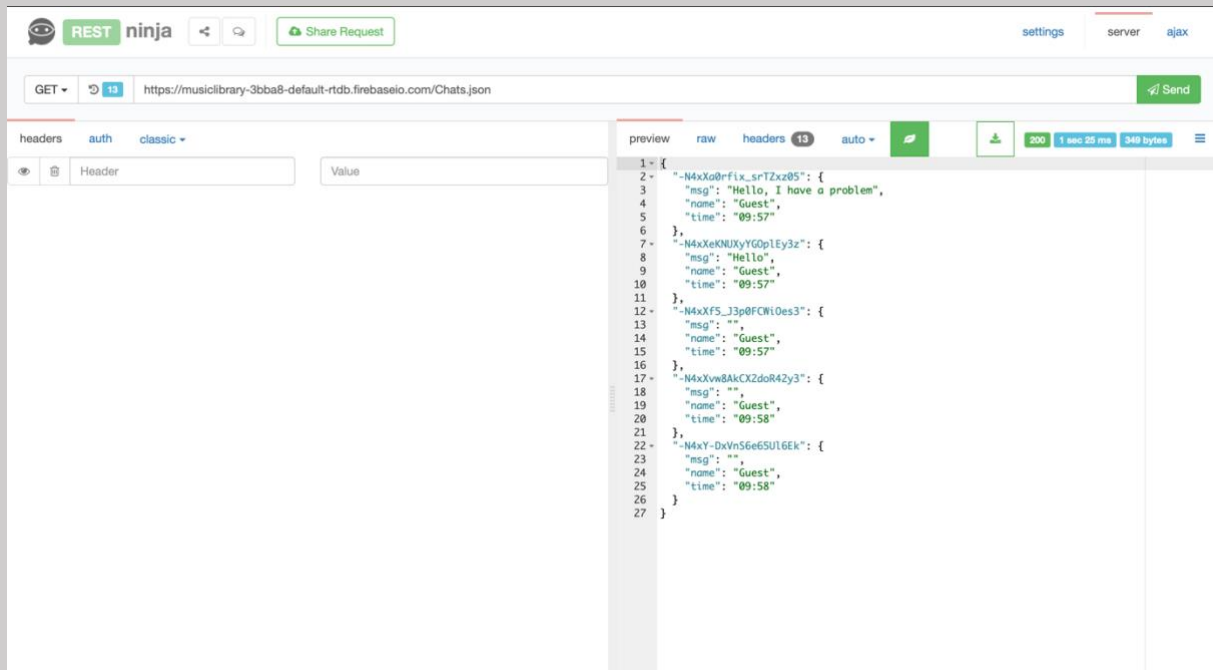 REST ninja Share Request settings server ajax
GET 13 https://musiclibrary-3bba8-default-rtdb.firebaseio.com/Chats.json Send
headers auth classic
Header Value
preview raw headers 13 auto 200 1 sec 25 ms 349 bytes
1 {
2 "-N4xXa0rfix_srTZxz05": {
3 "msg": "Hello, I have a problem",
4 "name": "Guest",
5 "time": "09:57"
6 },
7 "-N4xXeKNUXyYGOplEy3z": {
8 "msg": "Hello",
9 "name": "Guest",
10 "time": "09:57"
11 },
12 "-N4xXf5_J3p0FCWiOes3": {
13 "msg": "",
14 "name": "Guest",
15 "time": "09:57"
16 },
17 "-N4xXvw8AkCXZdoR42y3": {
18 "msg": "",
19 "name": "Guest",
20 "time": "09:58"
21 },
22 "-N4xY-DxVnS6e65Ul6Ek": {
23 "msg": "",
24 "name": "Guest",
25 "time": "09:58"
26 }
27 }